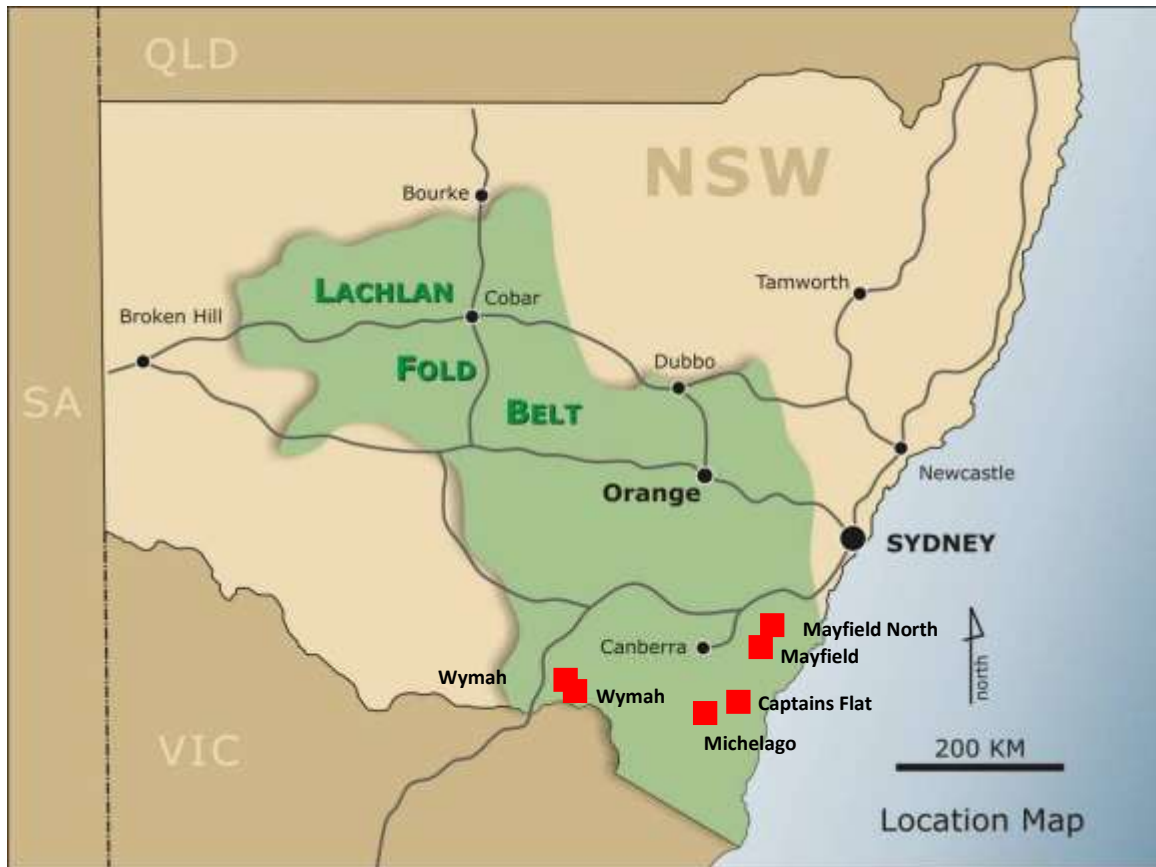 QLD
NSW
Bourke
LACHLAN
Cobar
Tamworth
Broken Hill
FOLD
Dubbo
SA
BELT
Newcastle
Orange
SYDNEY
Mayfield North
Canberra
Mayfield
Wymah
Wymah
north
Captains Flat
Michelago
VIC
200 KM
Location Map